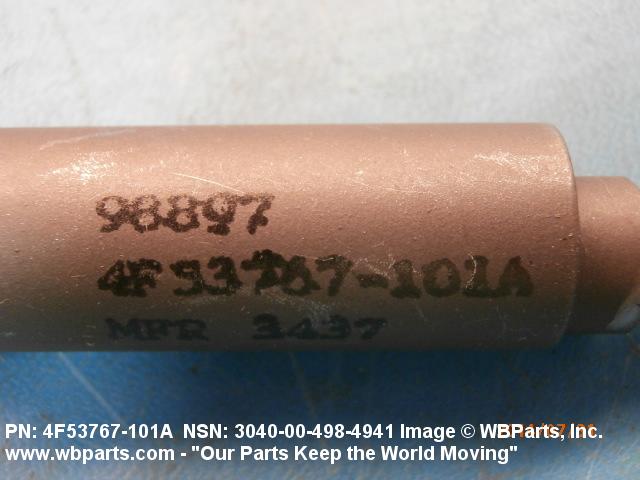 98897
4F53767-101A
MFR 3437
PN: 4F53767-101A NSN: 3040-00-498-4941 Image © WBParts, Inc.
www.wbparts.com - "Our Parts Keep the World Moving"